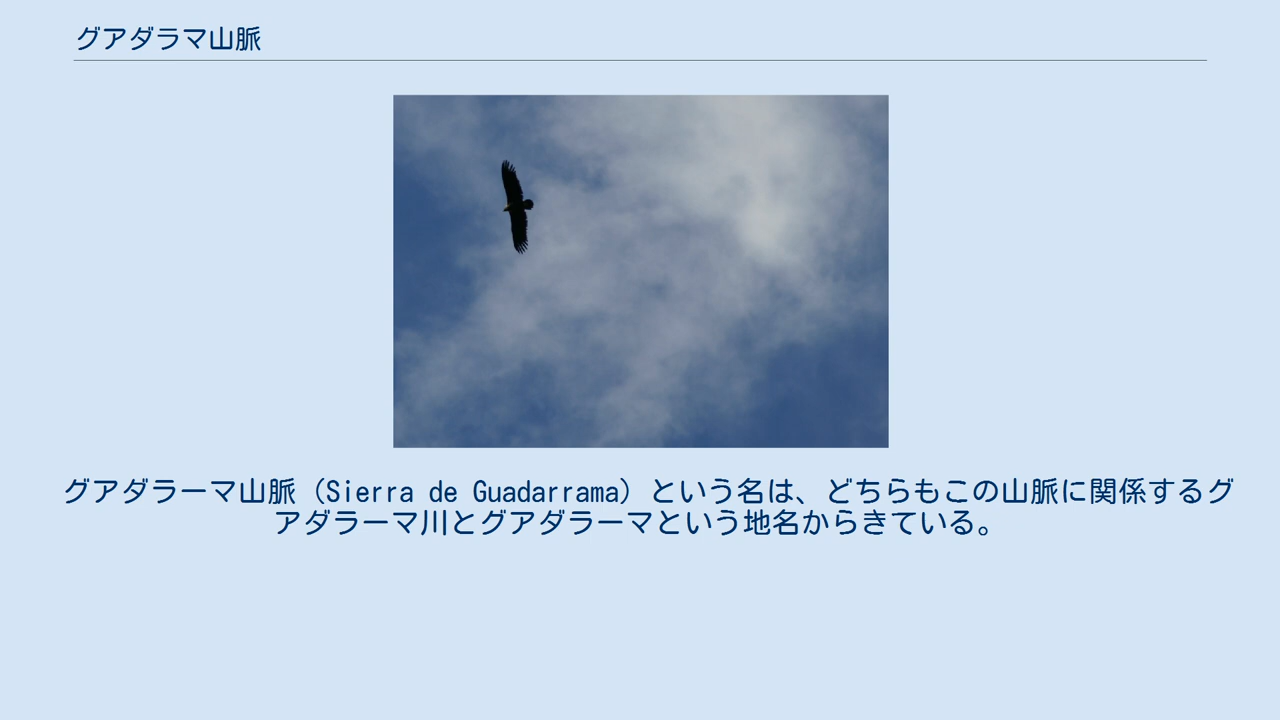 グアダラマ山脈
グアダラーマ山脈（Sierra de Guadarrama）という名は、どちらもこの山脈に関係するグ
アダラーマ川とグアダラーマという地名からきている。